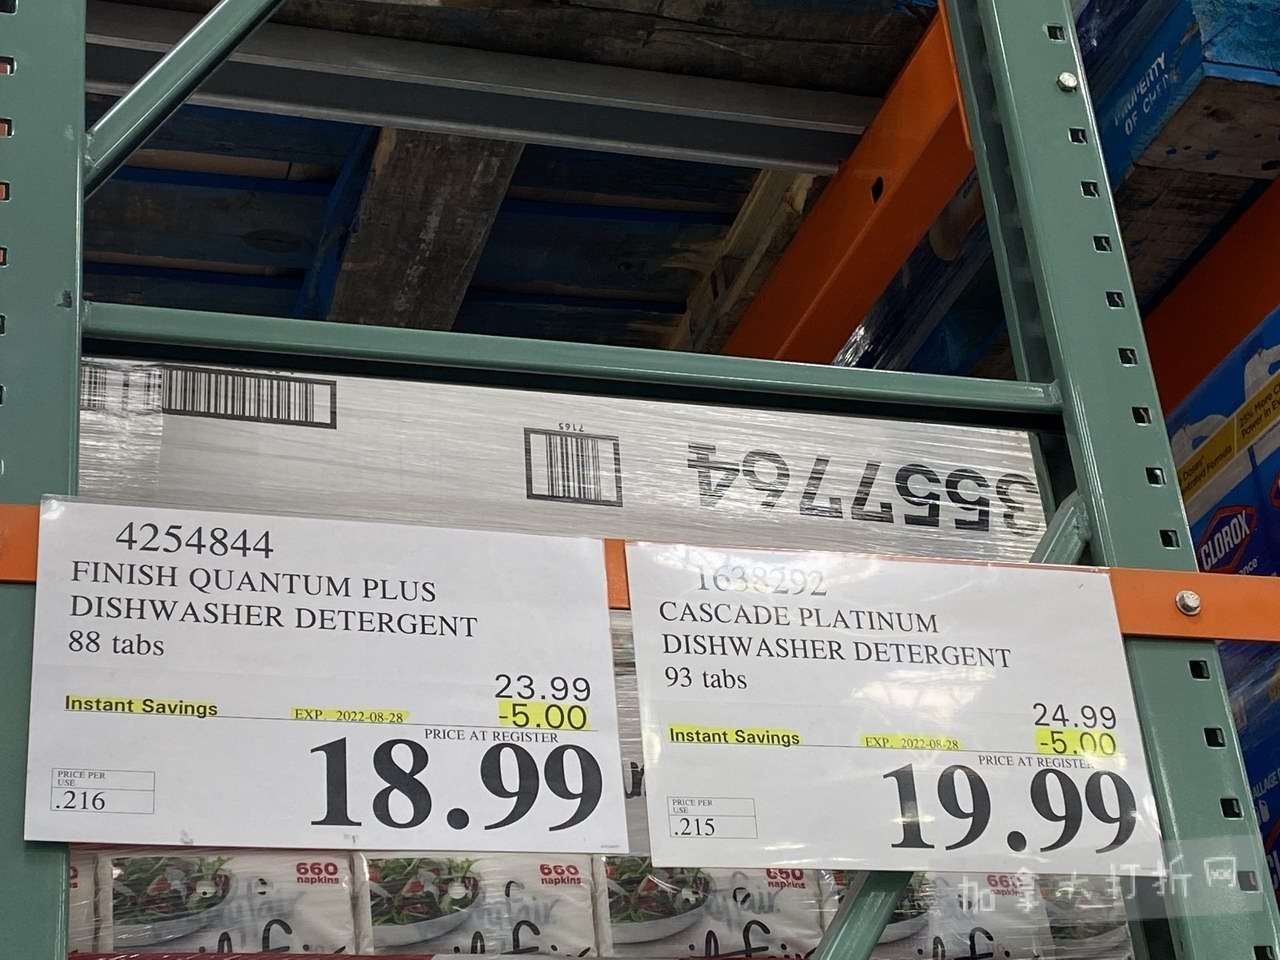 PROPERTY
OF CHEP
7165
3557764
4254844
FINISH QUANTUM PLUS
DISHWASHER DETERGENT
88 tabs
23.99
Instant Savings EXP. 2022-08-28 -5.00
PRICE AT REGISTER
18.99
PRICE PER
USE
.216
1638292
CASCADE PLATINUM
DISHWASHER DETERGENT
93 tabs
24.99
Instant Savings EXP. 2022-08-28 -5.00
PRICE AT REGISTER
19.99
PRICE PER
USE
.215
CLOROX
660
napkins
660
napkins
660
napkins
660
加拿大打折网